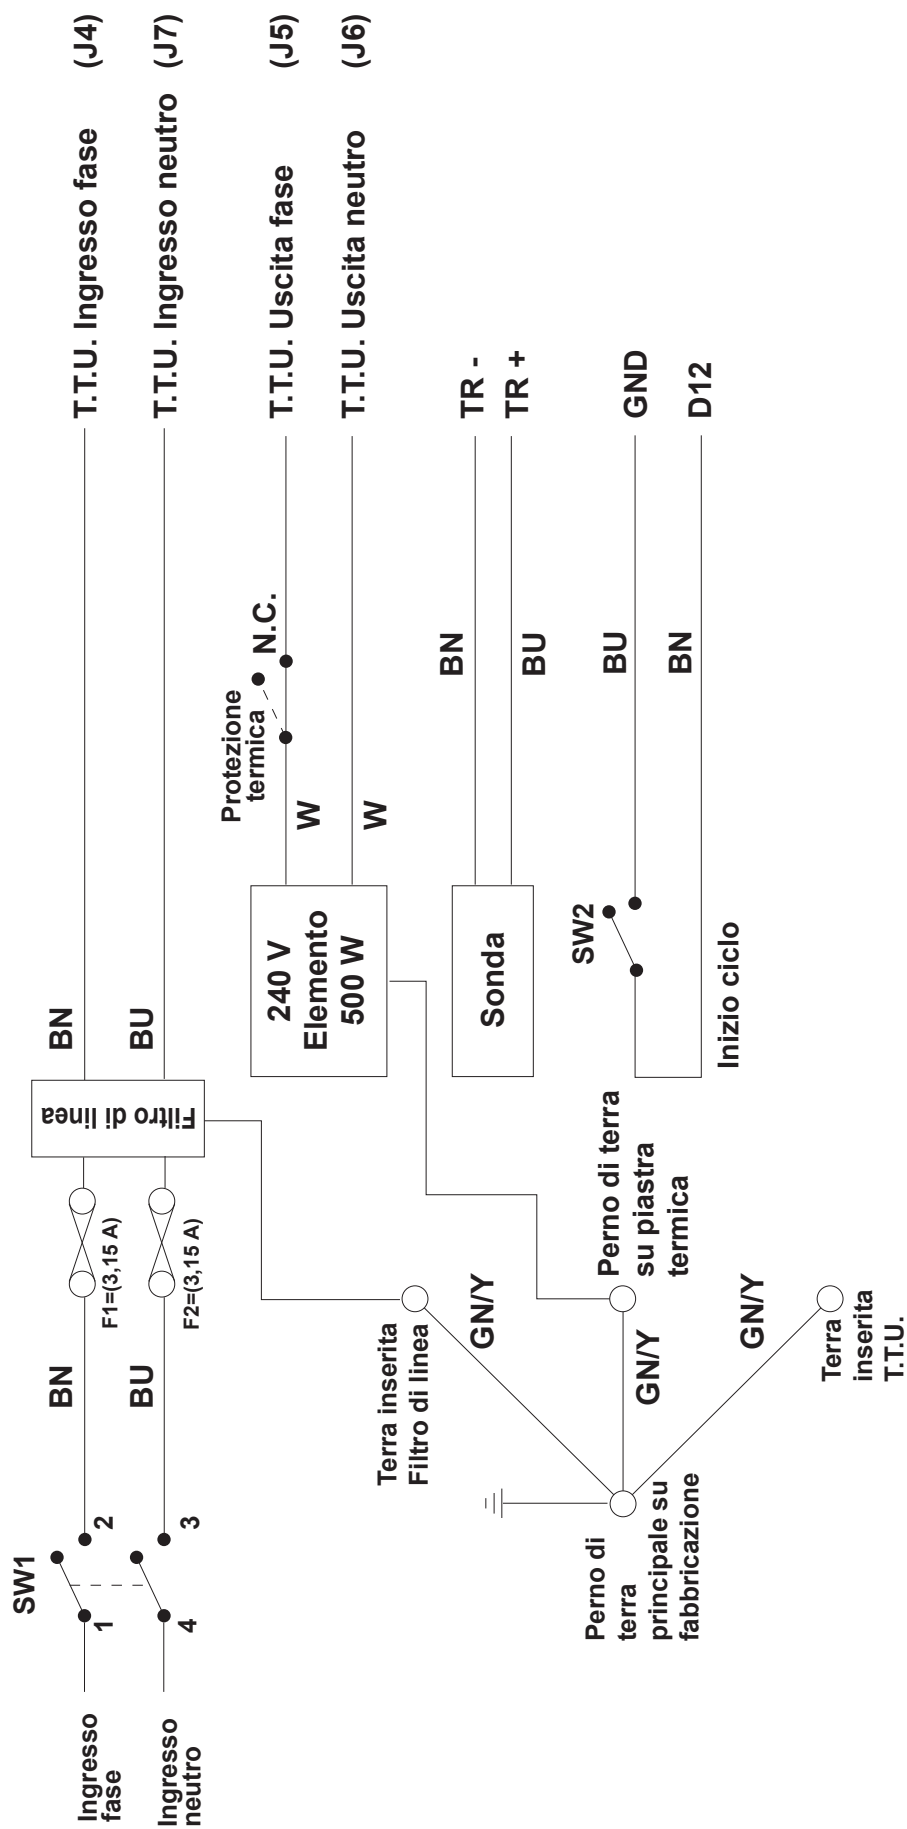 Ingresso
fase
Ingresso
neutro
SW1
1
2
4
3
BN
BU
F1=(3,15 A)
F2=(3,15 A)
Filtro di linea
BN
BU
T.T.U. Ingresso fase (J4)
T.T.U. Ingresso neutro (J7)
240 V
Elemento
500 W
W
W
Protezione
termica
N.C.
T.T.U. Uscita fase (J5)
T.T.U. Uscita neutro (J6)
Sonda
BN
BU
TR -
TR +
SW2
Inizio ciclo
BU
BN
GND
D12
Terra inserita
Filtro di linea
GN/Y
Perno di terra
su piastra
termica
GN/Y
GN/Y
Terra
inserita
T.T.U.
Perno di
terra
principale su
fabbricazione